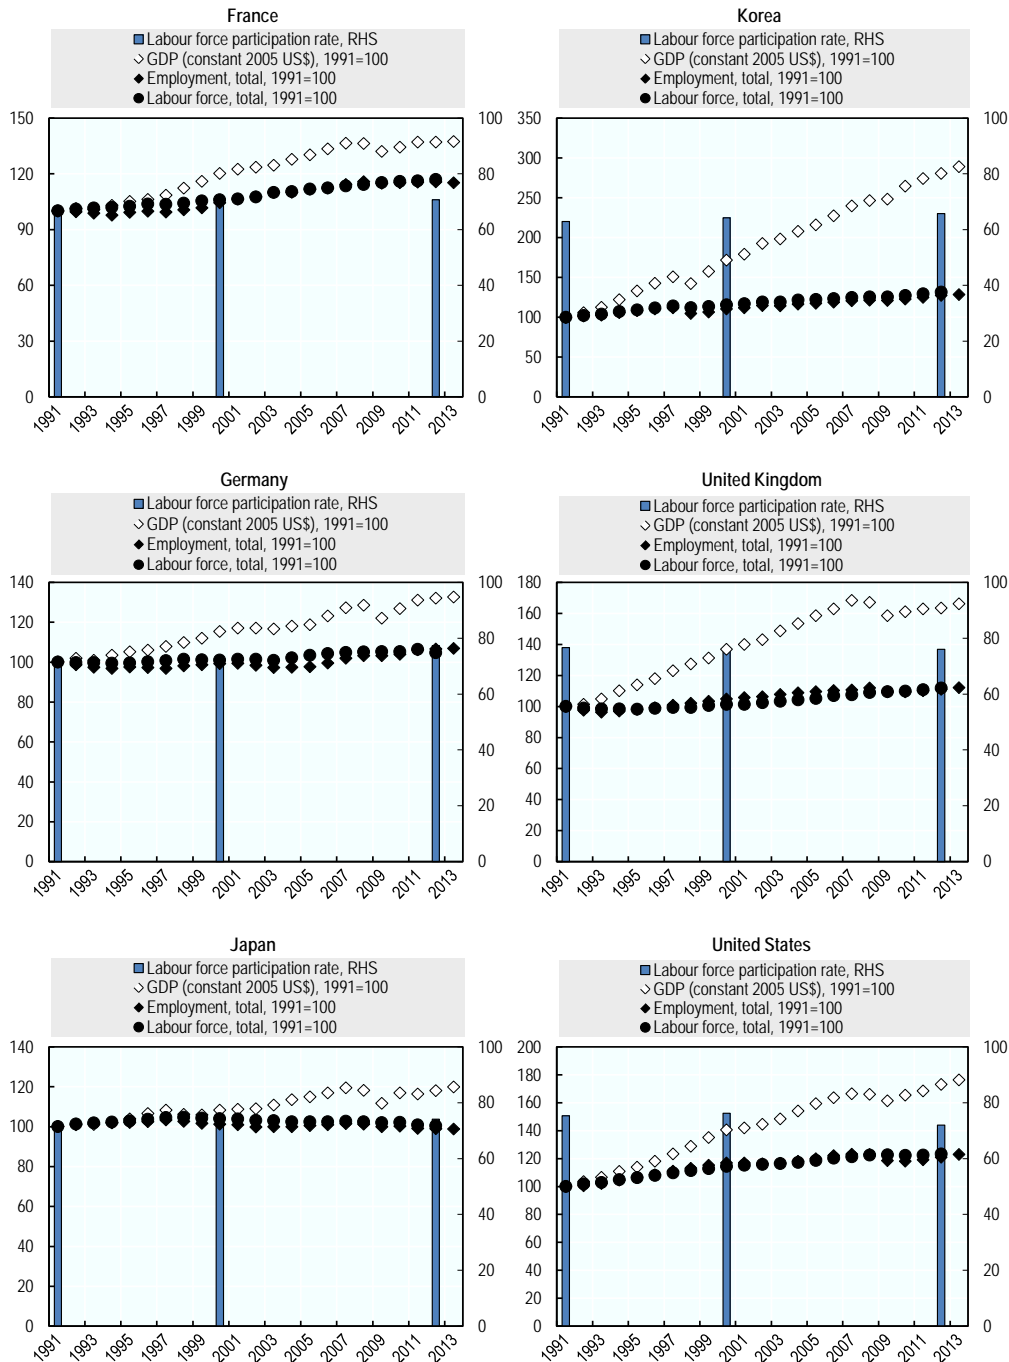 France
Labour force participation rate, RHS
GDP (constant 2005 US$), 1991=100
Employment, total, 1991=100
Labour force, total, 1991=100
150 120 90 60 30 0
100 80 60 40 20 0
1991 1993 1995 1997 1999 2001 2003 2005 2007 2009 2011 2013
Korea
Labour force participation rate, RHS
GDP (constant 2005 US$), 1991=100
Employment, total, 1991=100
Labour force, total, 1991=100
350 300 250 200 150 100 50 0
100 80 60 40 20 0
1991 1993 1995 1997 1999 2001 2003 2005 2007 2009 2011 2013
Germany
Labour force participation rate, RHS
GDP (constant 2005 US$), 1991=100
Employment, total, 1991=100
Labour force, total, 1991=100
140 120 100 80 60 40 20 0
100 80 60 40 20 0
1991 1993 1995 1997 1999 2001 2003 2005 2007 2009 2011 2013
United Kingdom
Labour force participation rate, RHS
GDP (constant 2005 US$), 1991=100
Employment, total, 1991=100
Labour force, total, 1991=100
180 160 140 120 100 80 60 40 20 0
100 80 60 40 20 0
1991 1993 1995 1997 1999 2001 2003 2005 2007 2009 2011 2013
Japan
Labour force participation rate, RHS
GDP (constant 2005 US$), 1991=100
Employment, total, 1991=100
Labour force, total, 1991=100
140 120 100 80 60 40 20 0
100 80 60 40 20 0
1991 1993 1995 1997 1999 2001 2003 2005 2007 2009 2011 2013
United States
Labour force participation rate, RHS
GDP (constant 2005 US$), 1991=100
Employment, total, 1991=100
Labour force, total, 1991=100
200 180 160 140 120 100 80 60 40 20 0
100 80 60 40 20 0
1991 1993 1995 1997 1999 2001 2003 2005 2007 2009 2011 2013